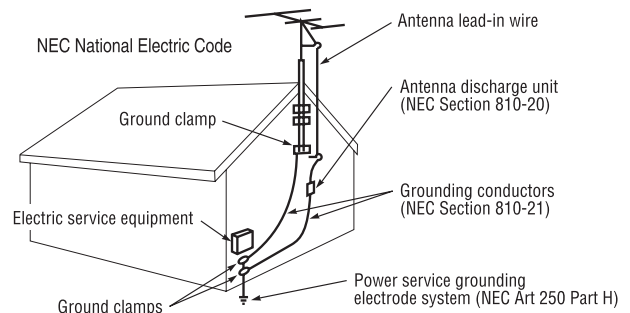 Antenna lead-in wire
NEC National Electric Code
Antenna discharge unit
(NEC Section 810-20)
Ground clamp
Grounding conductors
(NEC Section 810-21)
Electric service equipment
Power service grounding
electrode system (NEC Art 250 Part H)
Ground clamps